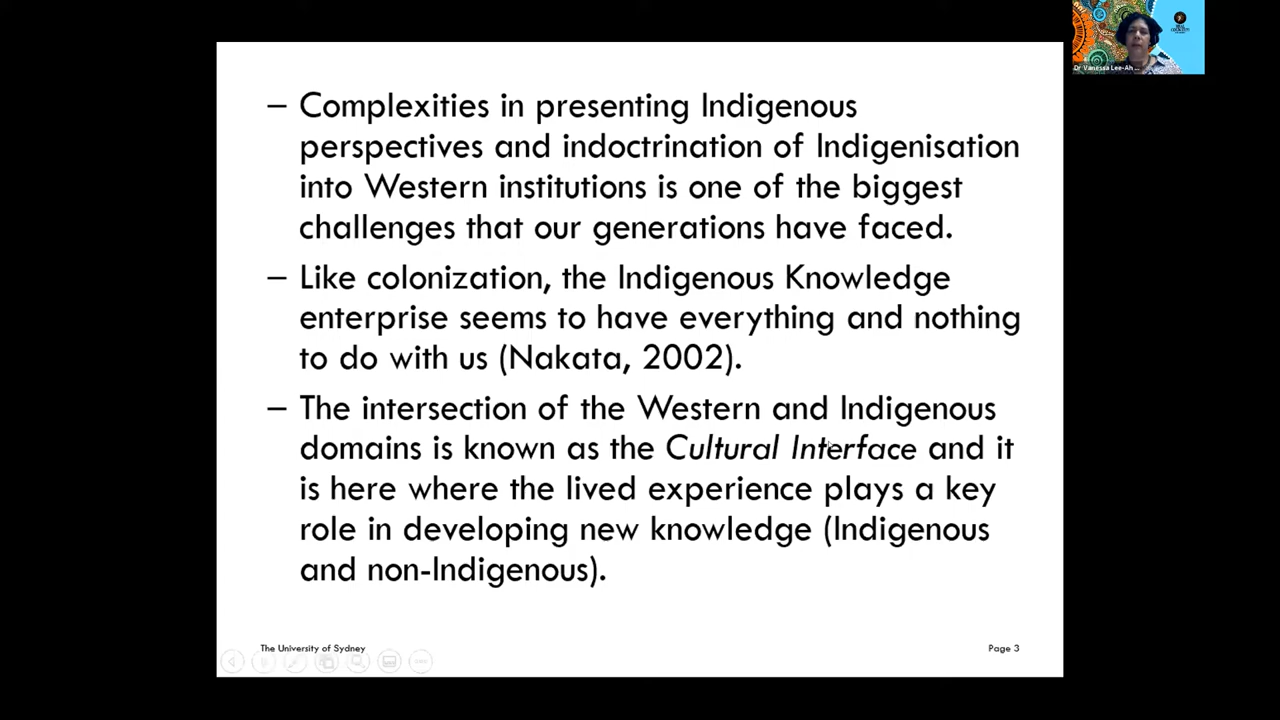 Dr Vanessa Lee-Ah ...
– Complexities in presenting Indigenous
perspectives and indoctrination of Indigenisation
into Western institutions is one of the biggest
challenges that our generations have faced.
– Like colonization, the Indigenous Knowledge
enterprise seems to have everything and nothing
to do with us (Nakata, 2002).
– The intersection of the Western and Indigenous
domains is known as the Cultural Interface and it
is here where the lived experience plays a key
role in developing new knowledge (Indigenous
and non-Indigenous).
The University of Sydney
Page 3